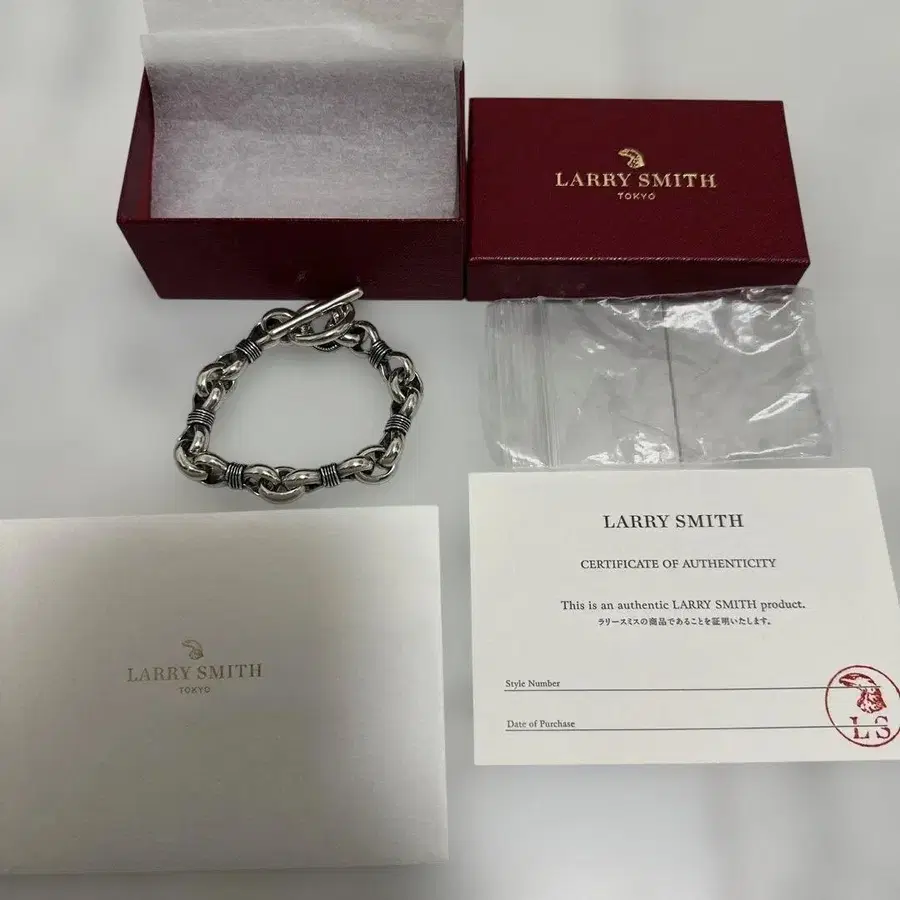 LARRY SMITH
TOKYO
LARRY SMITH
CERTIFICATE OF AUTHENTICITY
This is an authentic LARRY SMITH product.
ラリースミスの商品であることを証明いたします。
Style Number
Date of Purchase
LS
LARRY SMITH
TOKYO